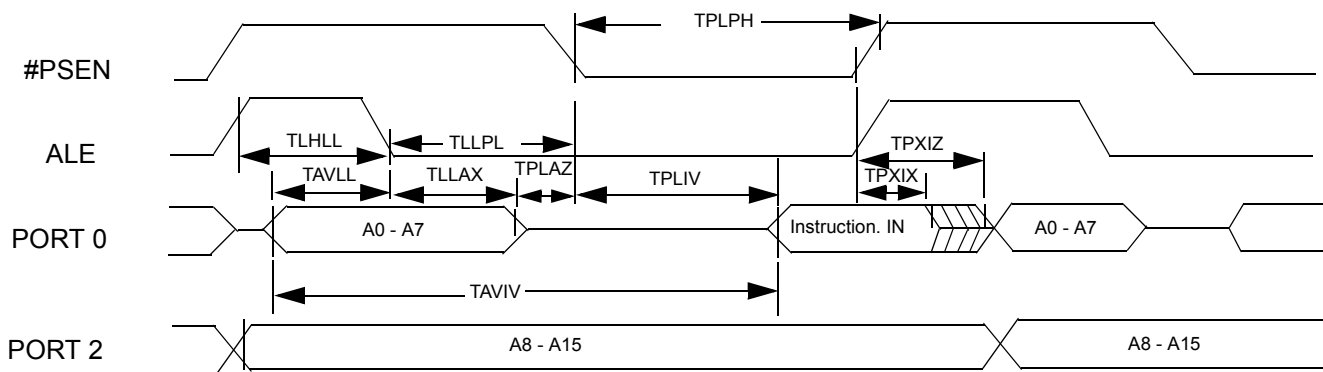 TPLPH
#PSEN
ALE
TLHLL
TLLPL
TPXIZ
TAVLL
TLLAX
TPLAZ
TPLIV
TPXIX
PORT 0
A0 - A7
Instruction. IN
A0 - A7
TAVIV
PORT 2
A8 - A15
A8 - A15